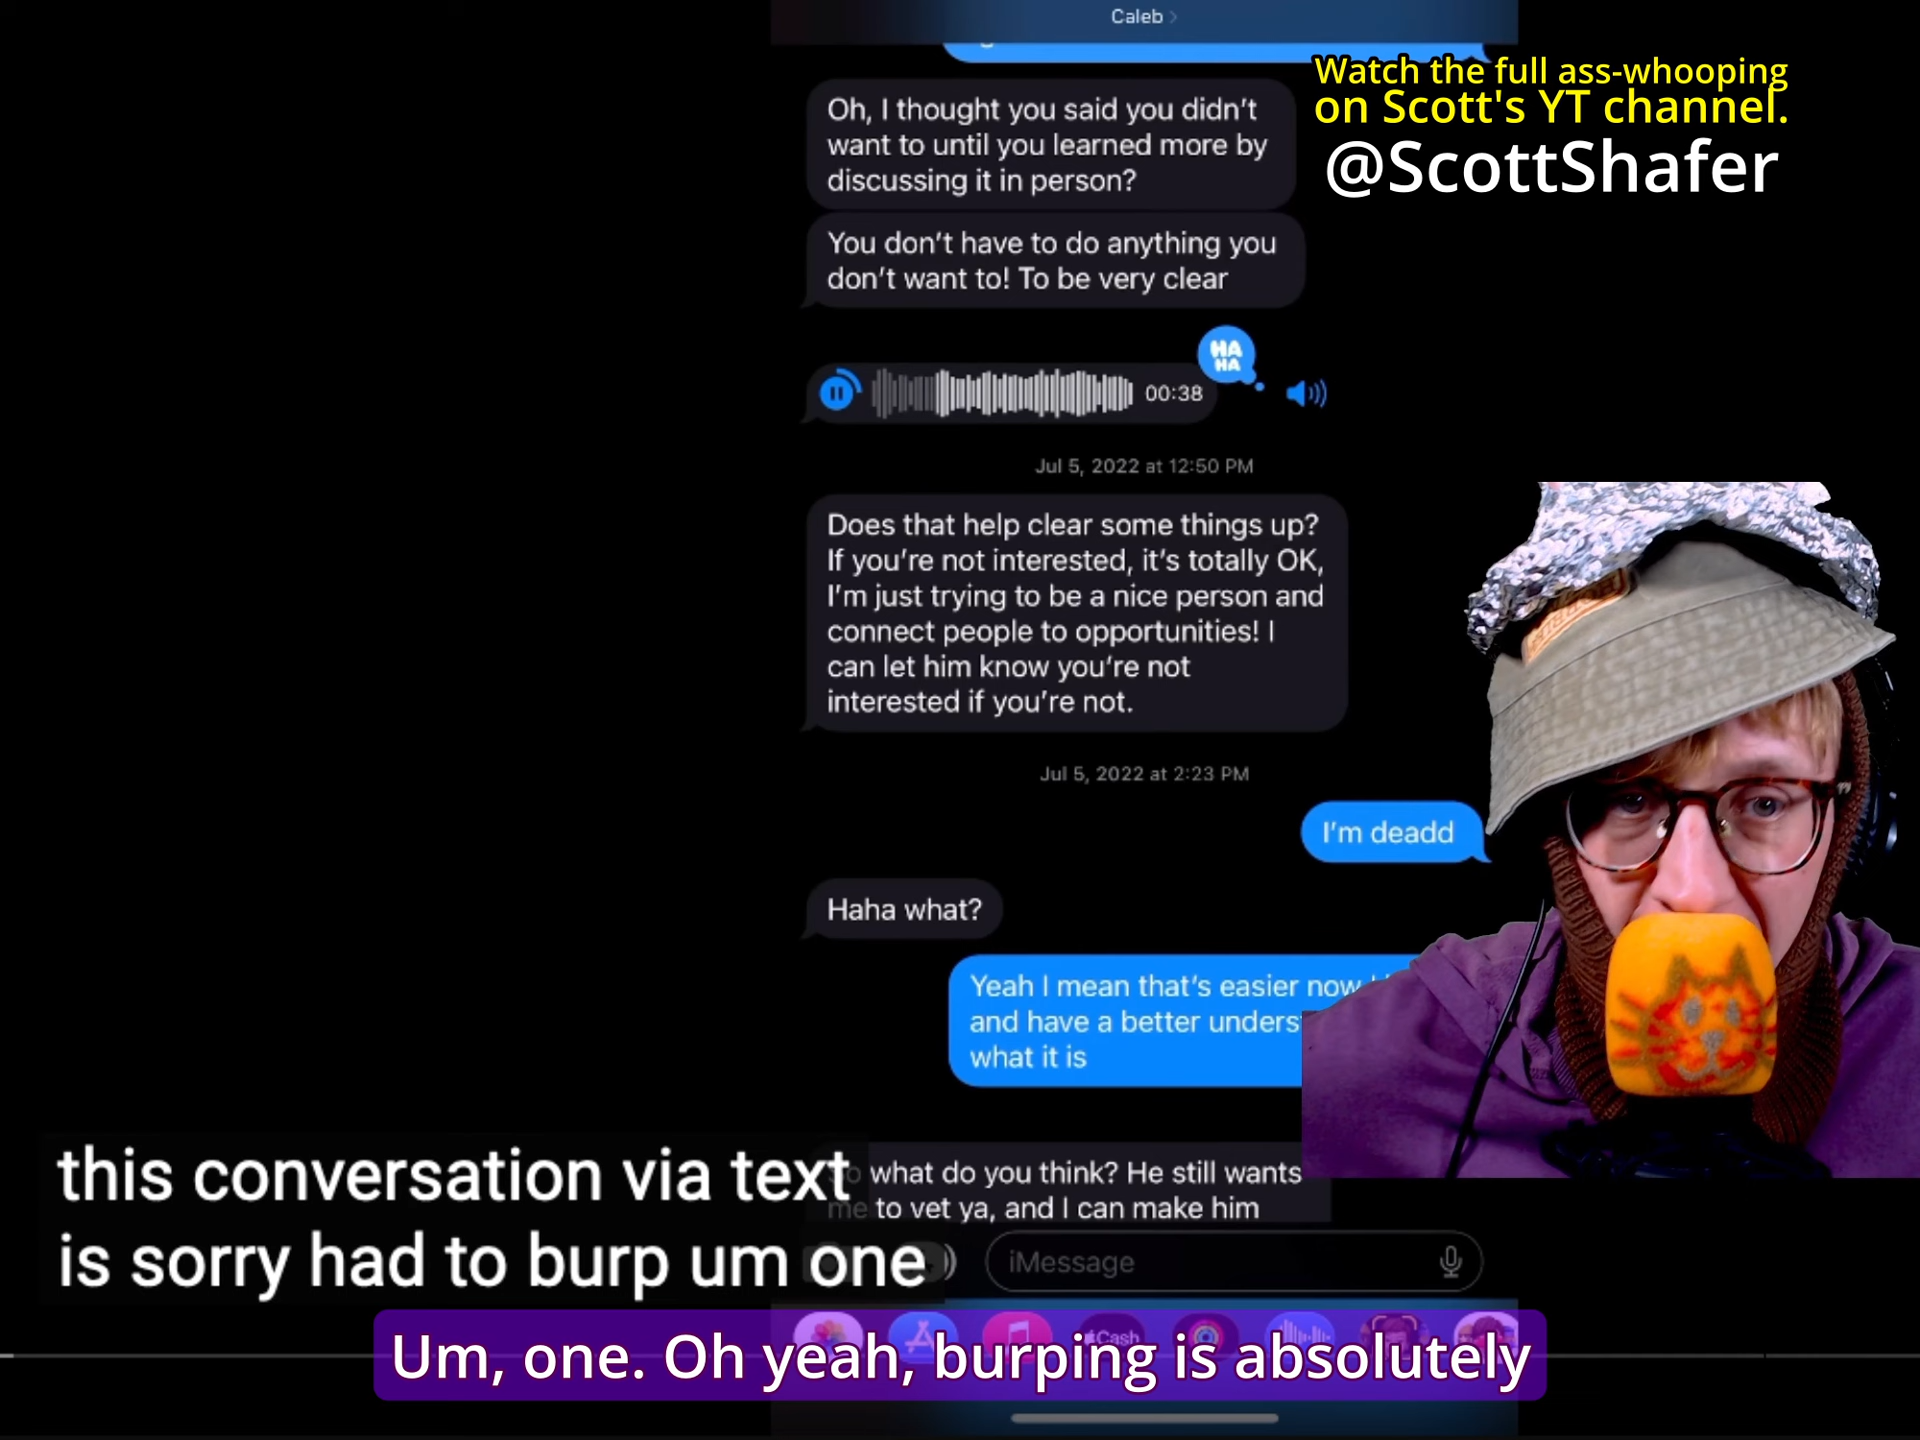 Caleb
Watch the full ass-whooping
on Scott's YT channel.
@ScottShafer
Oh, I thought you said you didn't
want to until you learned more by
discussing it in person?
You don't have to do anything you
don't want to! To be very clear
HA
HA
00:38
Jul 5, 2022 at 12:50 PM
Does that help clear some things up?
If you're not interested, it's totally OK,
I'm just trying to be a nice person and
connect people to opportunities! I
can let him know you're not
interested if you're not.
Jul 5, 2022 at 2:23 PM
I'm deadd
Haha what?
Yeah I mean that's easier now
and have a better
what it is
what do you think? He still wants
me to vet ya, and I can make him
this conversation via text
is sorry had to burp um one
iMessage
Cash
Um, one. Oh yeah, burping is absolutely